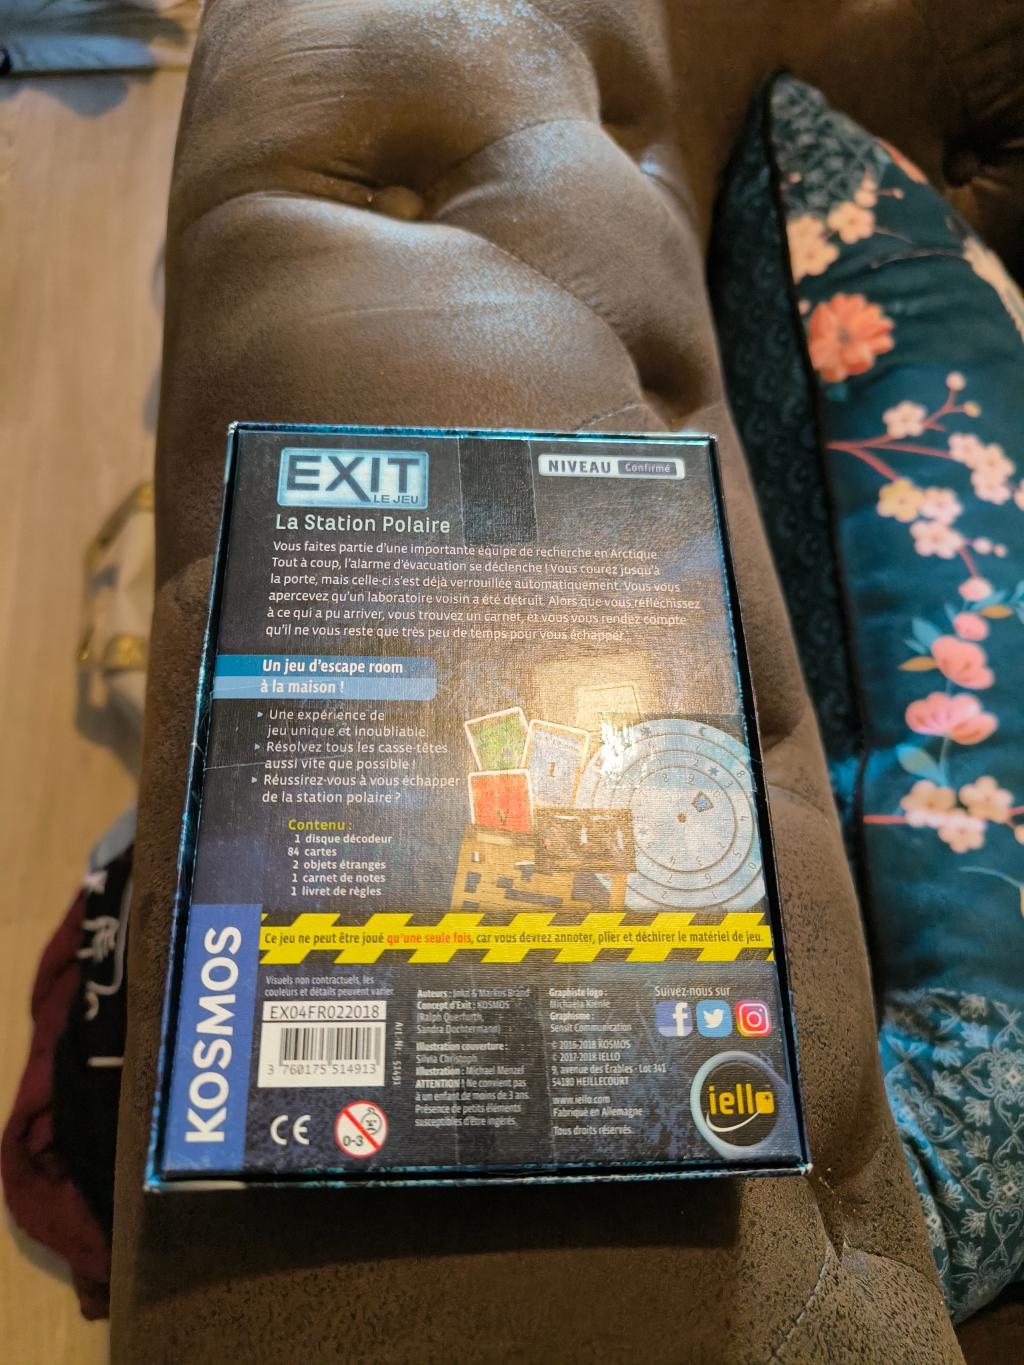 EXIT
LE JEU
NIVEAU Confirmé
La Station Polaire
Vous faites partie d'une importante équipe de recherche en Arctique.
Tout à coup, l'alarme d'évacuation se déclenche ! Vous courez jusqu'à
la porte, mais celle-ci s'est déjà verrouillée automatiquement. Vous vous
apercevez qu'un laboratoire voisin a été détruit. Alors que vous réfléchissez
à ce qui a pu arriver, vous trouvez un carnet, et vous vous rendez compte
qu'il ne vous reste que très peu de temps pour vous échapper...
Un jeu d'escape room
à la maison !
Une expérience de
jeu unique et inoubliable.
Résolvez tous les casse-têtes
aussi vite que possible !
Réussirez-vous à vous échapper
de la station polaire ?
Contenu :
1 disque décodeur
84 cartes
2 objets étranges
1 carnet de notes
1 livret de règles
Ce jeu ne peut être joué qu'une seule fois, car vous devrez annoter, plier et déchirer le matériel de jeu.
KOSMOS
Visuels non contractuels, les
couleurs et détails peuvent varier.
EX04FR022018
3 760175 514913
Art.-Nr.: 51493
CE
0-3
Auteurs : Inka & Markus Brand
Concept d'Exit : KOSMOS
(Ralph Querfurth,
Sandra Dochtermann)
Illustration couverture :
Silvia Christoph
Illustration : Michael Menzel
ATTENTION ! Ne convient pas
à un enfant de moins de 3 ans.
Présence de petits éléments
susceptibles d'être ingérés.
Graphiste logo :
Michaela Kienle
Graphisme :
Sensit Communication
© 2016-2018 KOSMOS
© 2017-2018 IELLO
9, avenue des Érables - Lot 341
54180 HEILLECOURT
www.iello.com
Fabriqué en Allemagne
Tous droits réservés.
Suivez-nous sur
iello